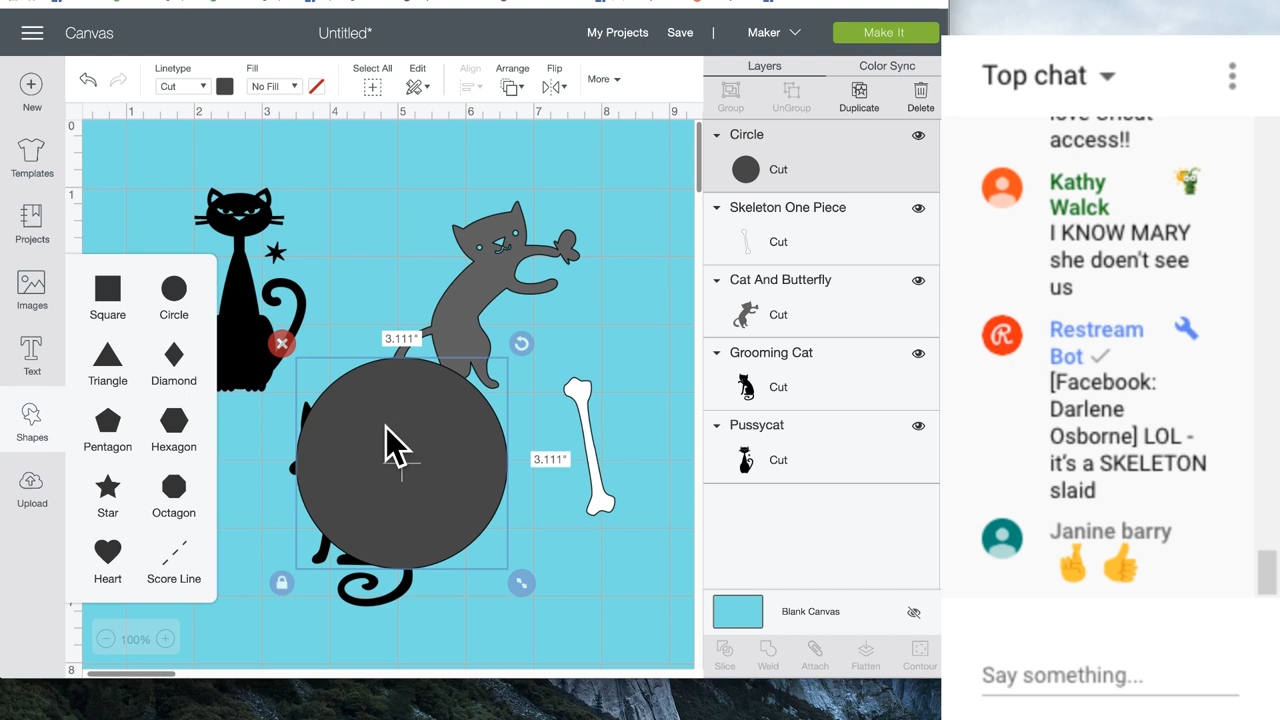 Canvas
Untitled*
My Projects Save | Maker
Make It
New
Templates
Projects
Images
Text
Shapes
Upload
Linetype
Cut
Fill
No Fill
Select All
Edit
Align
Arrange
Flip
More
1 2 3 4 5 6 7 8 9
0
1
8
Square
Circle
Triangle
Diamond
Pentagon
Hexagon
Star
Octagon
Heart
Score Line
3.111"
3.111"
100%
Layers
Color Sync
Group
UnGroup
Duplicate
Delete
Circle
Cut
Skeleton One Piece
Cut
Cat And Butterfly
Cut
Grooming Cat
Cut
Pussycat
Cut
Blank Canvas
Slice
Weld
Attach
Flatten
Contour
Top chat
access!!
Kathy
Walck
I KNOW MARY
she doen't see
us
Restream
Bot
[Facebook:
Darlene
Osborne] LOL -
it's a SKELETON
slaid
Janine barry
Say something...